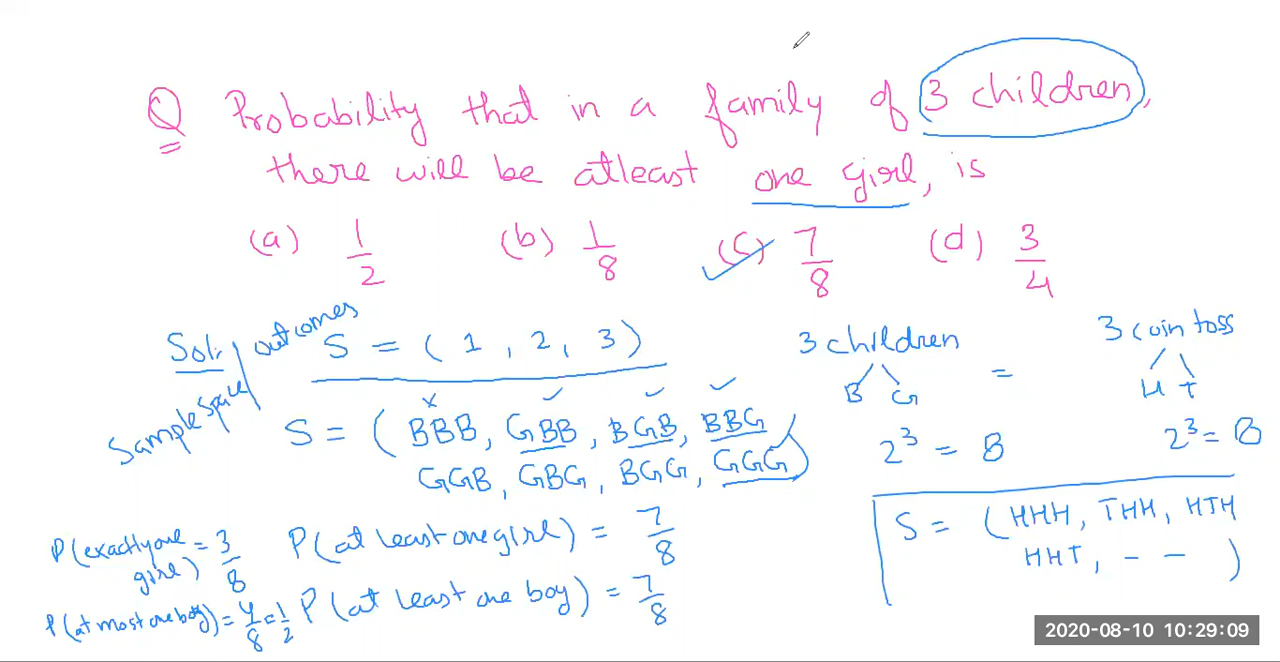 Q Probability that in a family of 3 children,
there will be atleast one girl, is
(a) 1/2 (b) 1/8 (c) 7/8 (d) 3/4
Sol:
Sample space / outcomes
S = (1, 2, 3)
S = (BBB, GBB, BGB, BBG
GGB, GBG, BGG, GGG)
3 children = 3 coin toss
B G H T
2³ = 8 2³ = 8
S = (HHH, THH, HTH
HHT, – – )
P(exactly one girl) = 3/8
P(at least one girl) = 7/8
P(at most one boy) = 4/8 = 1/2
P(at least one boy) = 7/8
2020-08-10 10:29:09